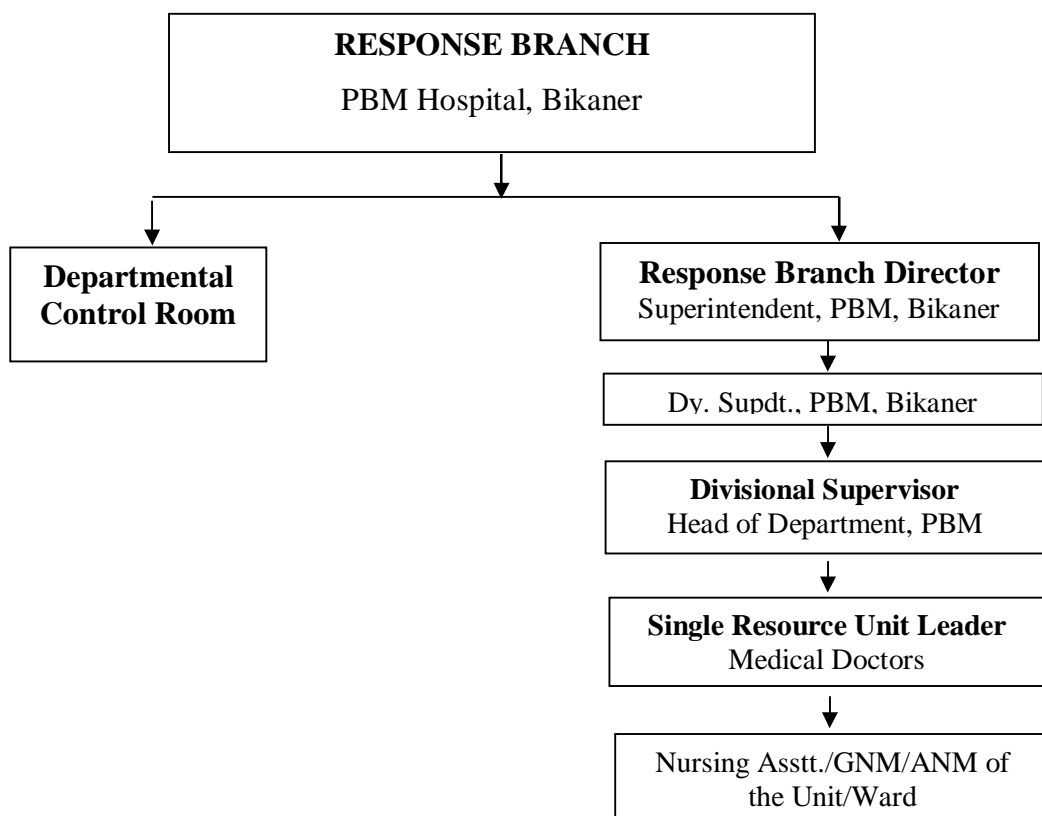 RESPONSE BRANCH
PBM Hospital, Bikaner
Departmental
Control Room
Response Branch Director
Superintendent, PBM, Bikaner
Dy. Supdt., PBM, Bikaner
Divisional Supervisor
Head of Department, PBM
Single Resource Unit Leader
Medical Doctors
Nursing Asstt./GNM/ANM of
the Unit/Ward